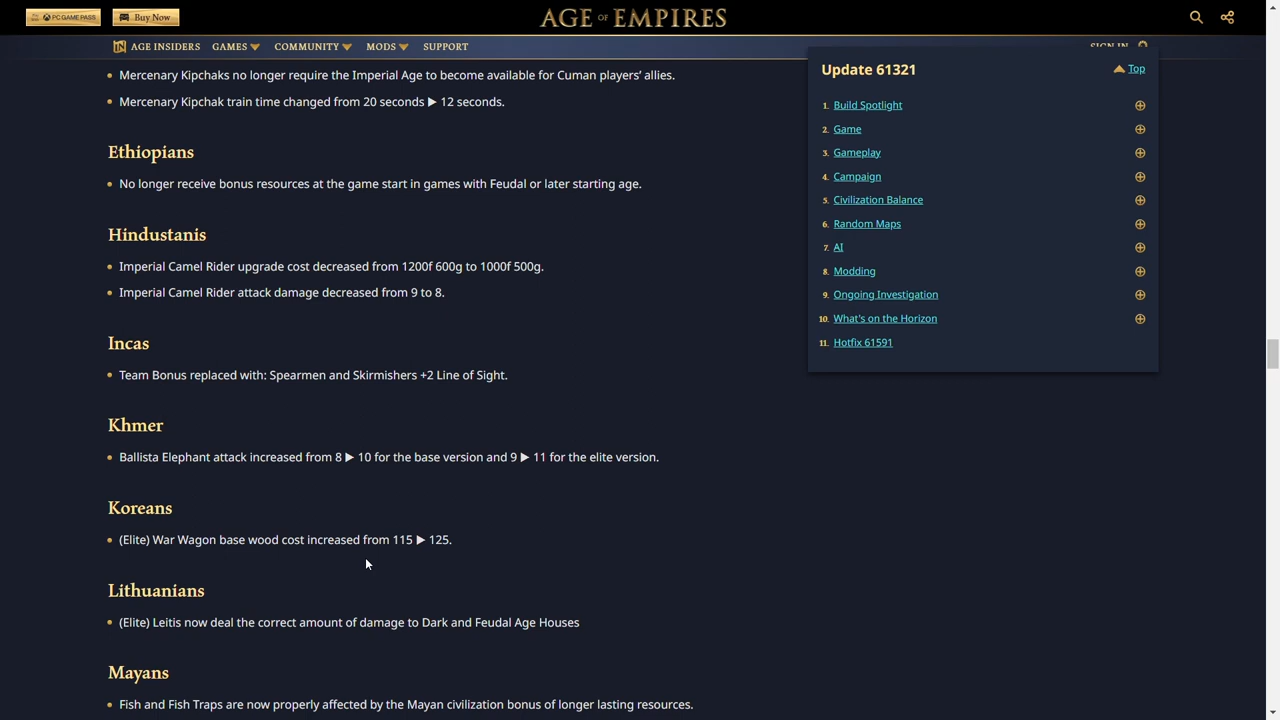 PC GAME PASS
Buy Now
AGE OF EMPIRES
AGE INSIDERS GAMES COMMUNITY MODS SUPPORT
SIGN IN
Mercenary Kipchaks no longer require the Imperial Age to become available for Cuman players’ allies.
Mercenary Kipchak train time changed from 20 seconds ▶ 12 seconds.
Ethiopians
No longer receive bonus resources at the game start in games with Feudal or later starting age.
Hindustanis
Imperial Camel Rider upgrade cost decreased from 1200f 600g to 1000f 500g.
Imperial Camel Rider attack damage decreased from 9 to 8.
Incas
Team Bonus replaced with: Spearmen and Skirmishers +2 Line of Sight.
Khmer
Ballista Elephant attack increased from 8 ▶ 10 for the base version and 9 ▶ 11 for the elite version.
Koreans
(Elite) War Wagon base wood cost increased from 115 ▶ 125.
Lithuanians
(Elite) Leitis now deal the correct amount of damage to Dark and Feudal Age Houses
Mayans
Fish and Fish Traps are now properly affected by the Mayan civilization bonus of longer lasting resources.
Update 61321
Top
1. Build Spotlight
2. Game
3. Gameplay
4. Campaign
5. Civilization Balance
6. Random Maps
7. AI
8. Modding
9. Ongoing Investigation
10. What's on the Horizon
11. Hotfix 61591